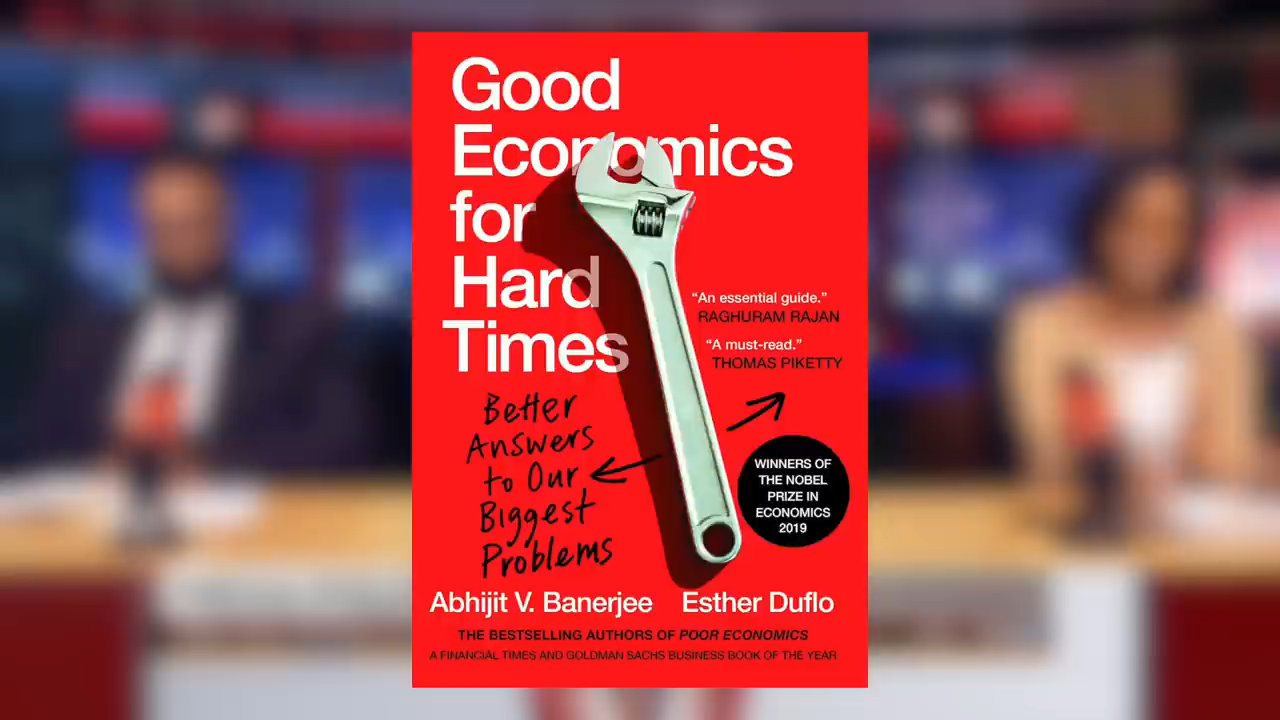 Good
Economics
for
Hard
Times
“An essential guide.”
RAGHURAM RAJAN
“A must-read.”
THOMAS PIKETTY
Better
Answers
to Our
Biggest
Problems
WINNERS OF
THE NOBEL
PRIZE IN
ECONOMICS
2019
Abhijit V. Banerjee Esther Duflo
THE BESTSELLING AUTHORS OF POOR ECONOMICS
A FINANCIAL TIMES AND GOLDMAN SACHS BUSINESS BOOK OF THE YEAR